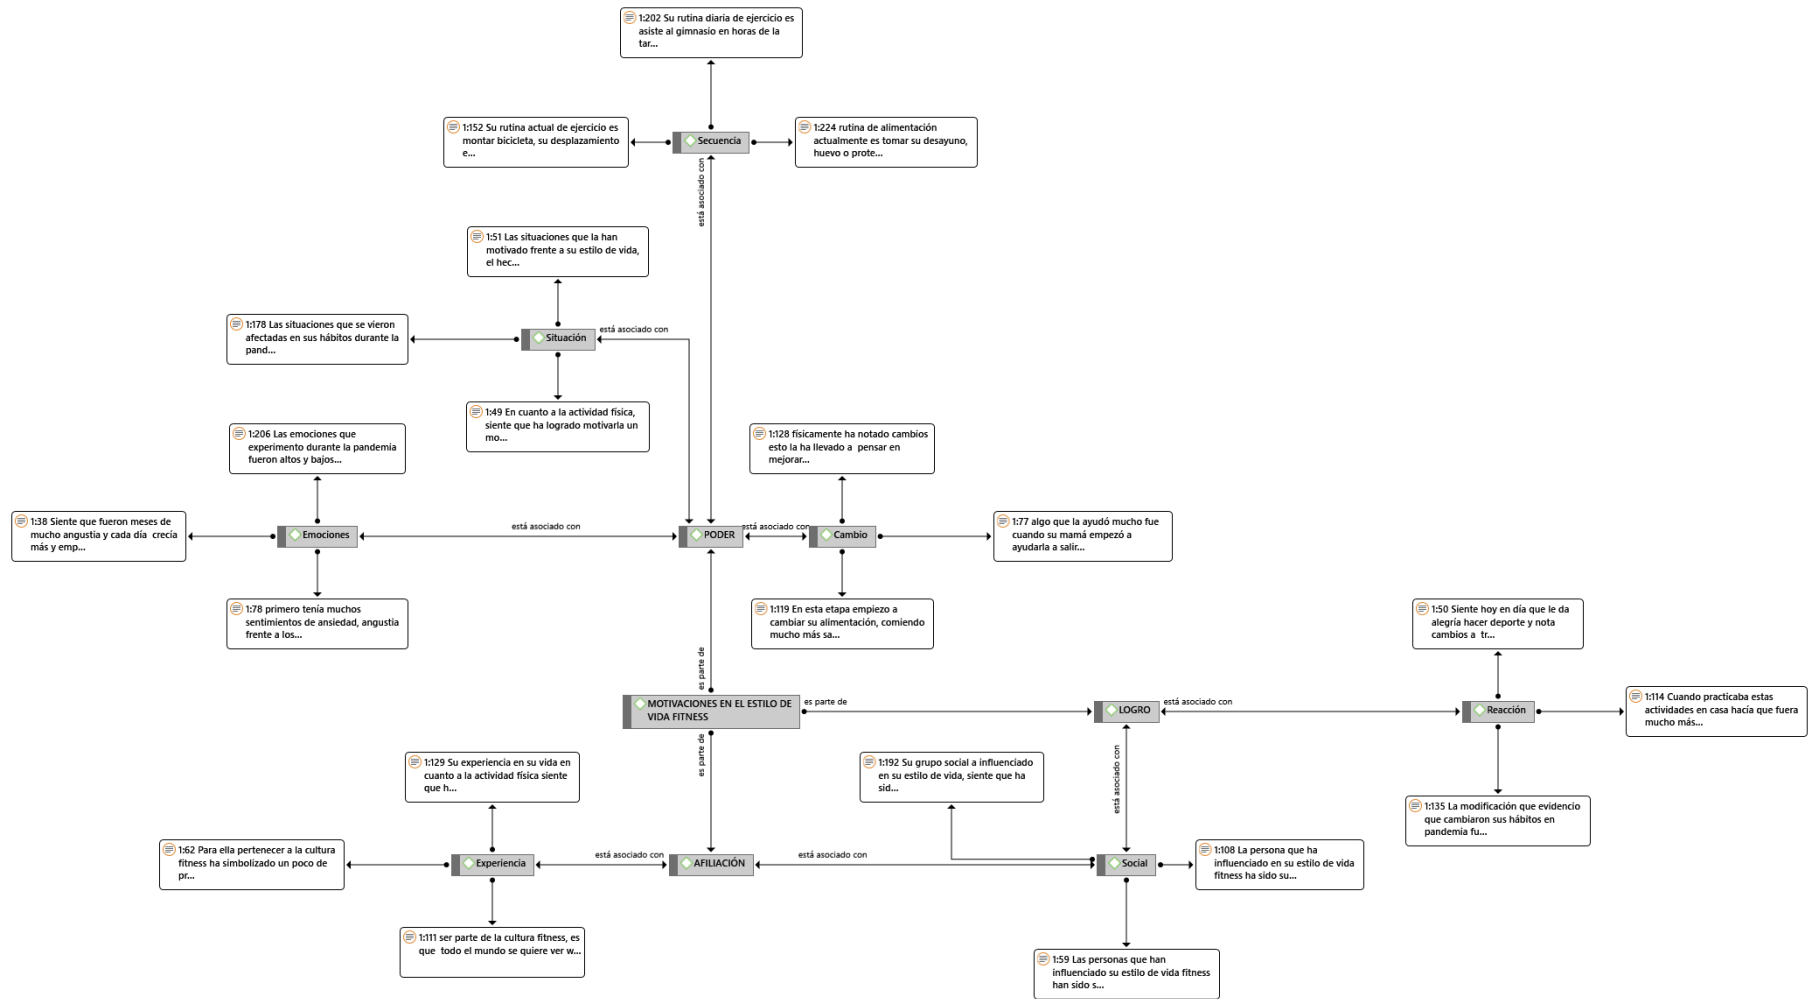 1:202 Su rutina diaria de ejercicio es
asiste al gimnasio en horas de la
tar...
1:152 Su rutina actual de ejercicio es
montar bicicleta, su desplazamiento
e...
Secuencia
1:224 rutina de alimentación
actualmente es tomar su desayuno,
huevo o prote...
está asociado con
1:51 Las situaciones que la han
motivado frente a su estilo de vida,
el hec...
1:178 Las situaciones que se vieron
afectadas en sus hábitos durante la
pand...
Situación
está asociado con
1:49 En cuanto a la actividad física,
siente que ha logrado motivarla un
mo...
1:206 Las emociones que
experimento durante la pandemia
fueron altos y bajos...
1:128 físicamente ha notado cambios
esto la ha llevado a  pensar en
mejorar...
1:38 Siente que fueron meses de
mucho angustia y cada día  crecía
más y emp...
Emociones
está asociado con
PODER
está asociado con
Cambio
1:77 algo que la ayudó mucho fue
cuando su mamá empezó a
ayudarla a salir...
1:78 primero tenía muchos
sentimientos de ansiedad, angustia
frente a los...
1:119 En esta etapa empiezo a
cambiar su alimentación, comiendo
mucho más sa...
1:50 Siente hoy en día que le da
alegría hacer deporte y nota
cambios a  tr...
es parte de
MOTIVACIONES EN EL ESTILO DE
VIDA FITNESS
es parte de
LOGRO
está asociado con
Reacción
1:114 Cuando practicaba estas
actividades en casa hacía que fuera
mucho más...
es parte de
1:129 Su experiencia en su vida en
cuanto a la actividad física siente
que h...
1:192 Su grupo social a influenciado
en su estilo de vida, siente que ha
sid...
está asociado con
1:135 La modificación que evidencio
que cambiaron sus hábitos en
pandemia fu...
1:62 Para ella pertenecer a la cultura
fitness ha simbolizado un poco de
pr...
Experiencia
está asociado con
AFILIACIÓN
está asociado con
Social
1:108 La persona que ha
influenciado en su estilo de vida
fitness ha sido su...
1:111 ser parte de la cultura fitness, es
que  todo el mundo se quiere ver w...
1:59 Las personas que han
influenciado su estilo de vida fitness
han sido s...